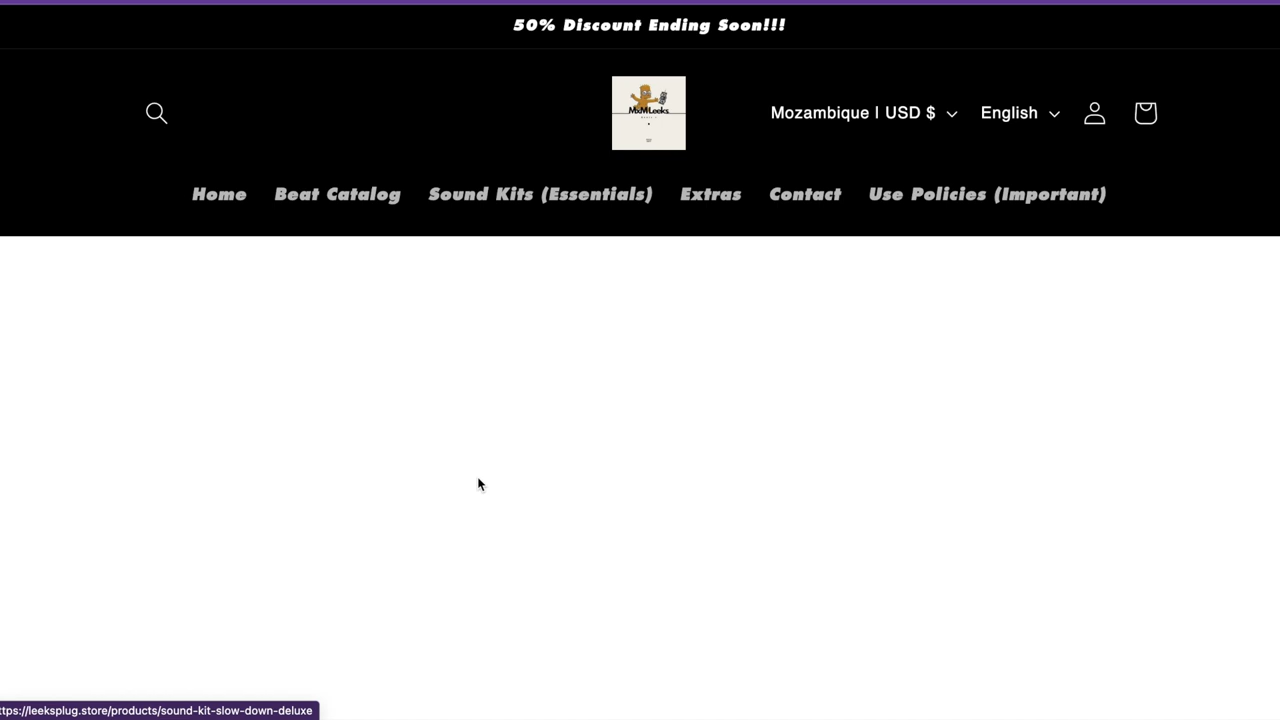 50% Discount Ending Soon!!!
MxMLeeks
Mozambique | USD $
English
Home
Beat Catalog
Sound Kits (Essentials)
Extras
Contact
Use Policies (Important)
ttps://leeksplug.store/products/sound-kit-slow-down-deluxe